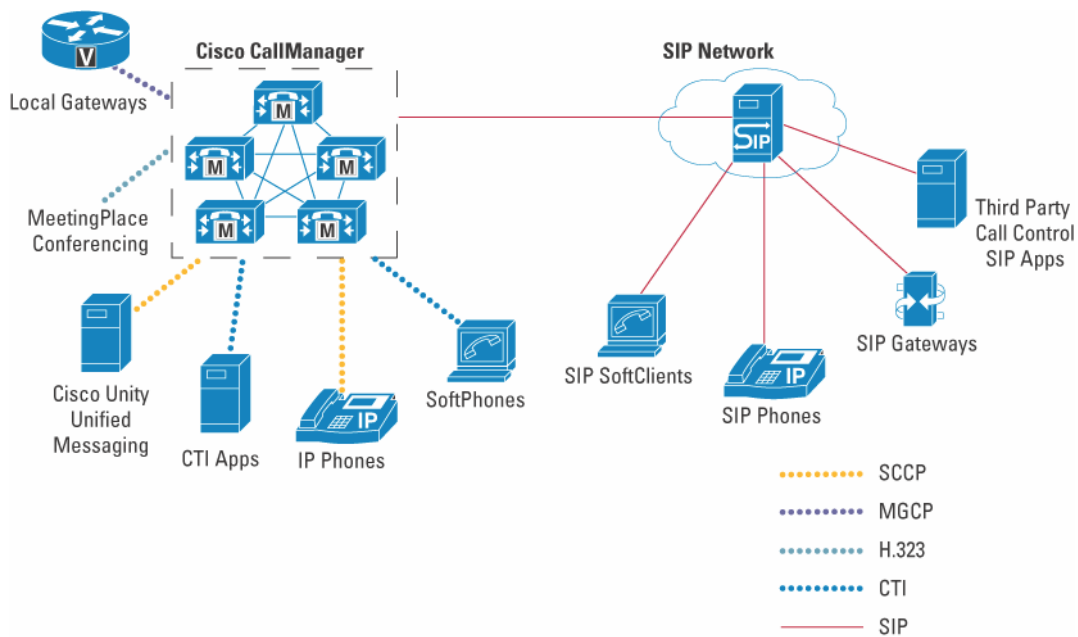 Cisco CallManager
SIP Network
V
Local Gateways
M
M
M
M
M
SIP
MeetingPlace
Conferencing
Third Party
Call Control
SIP Apps
SIP Gateways
SIP SoftClients
IP
SIP Phones
Cisco Unity
Unified
Messaging
CTI Apps
IP
IP Phones
SoftPhones
SCCP
MGCP
H.323
CTI
SIP